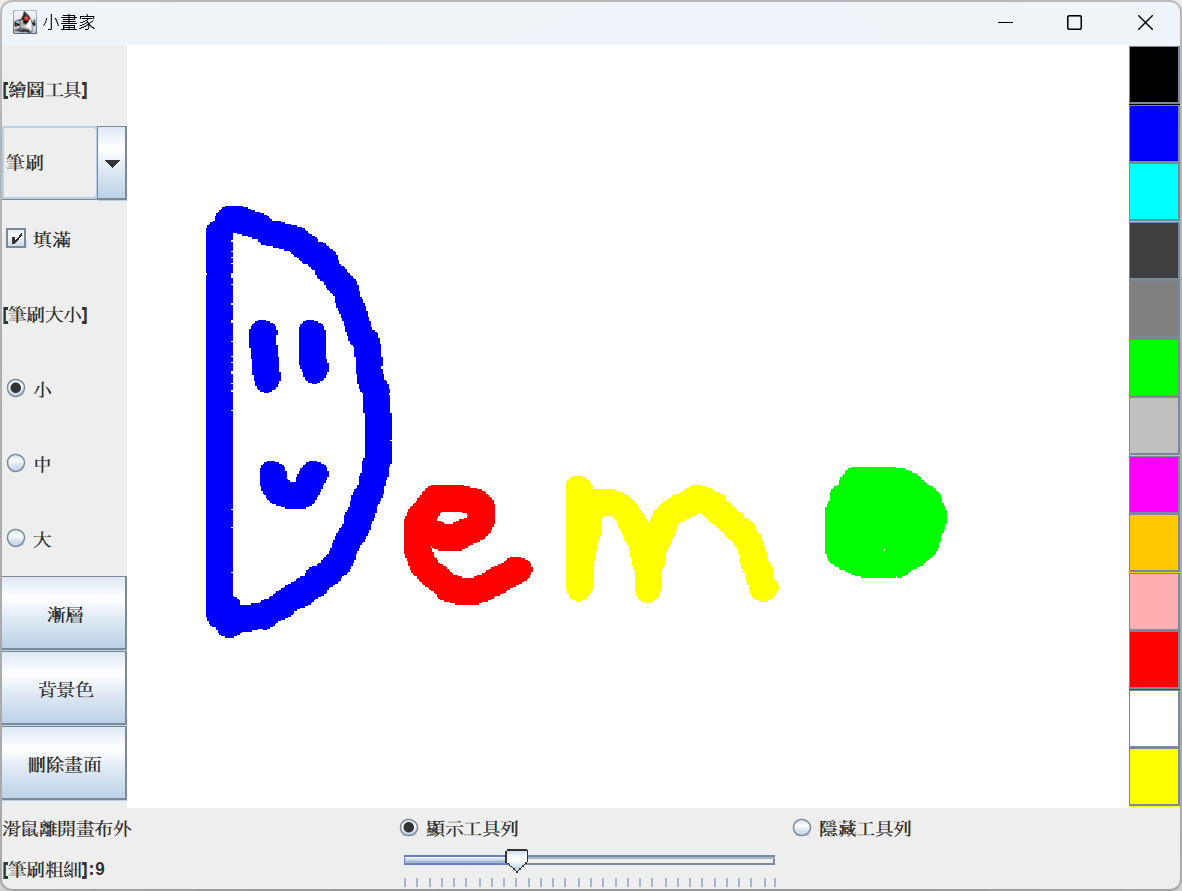 小畫家
[繪圖工具]
筆刷
填滿
[筆刷大小]
小
中
大
漸層
背景色
刪除畫面
Demo
滑鼠離開畫布外
顯示工具列
隱藏工具列
[筆刷粗細]:9